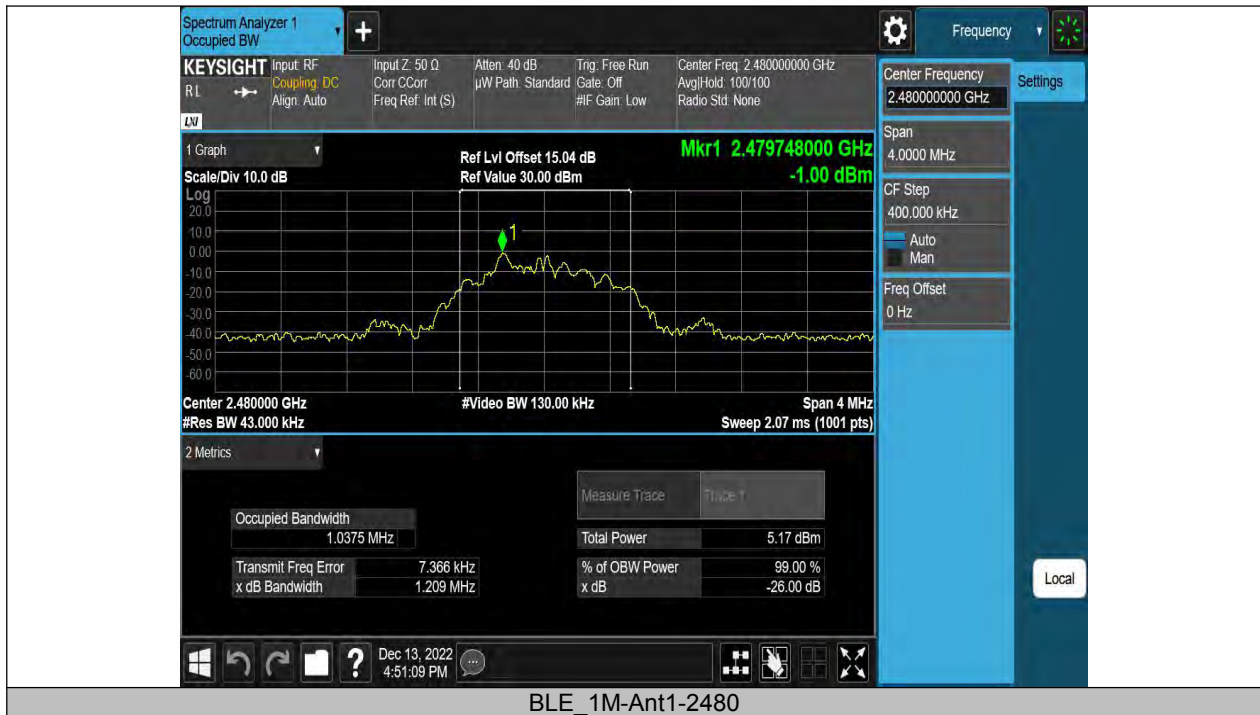 Spectrum Analyzer 1
Occupied BW
Frequency
KEYSIGHT
R L
LXI
Input: RF
Coupling: DC
Align: Auto
Input Z: 50 Ω
Corr CCorr
Freq Ref: Int (S)
Atten: 40 dB
µW Path: Standard
Trig: Free Run
Gate: Off
#IF Gain: Low
Center Freq: 2.480000000 GHz
Avg|Hold: 100/100
Radio Std: None
Center Frequency
2.480000000 GHz
Settings
Span
4.0000 MHz
CF Step
400.000 kHz
Auto
Man
Freq Offset
0 Hz
1 Graph
Scale/Div 10.0 dB
Ref Lvl Offset 15.04 dB
Ref Value 30.00 dBm
Mkr1 2.479748000 GHz
-1.00 dBm
Log
20.0
10.0
0.00
-10.0
-20.0
-30.0
-40.0
-50.0
-60.0
1
Center 2.480000 GHz
#Video BW 130.00 kHz
Span 4 MHz
#Res BW 43.000 kHz
Sweep 2.07 ms (1001 pts)
2 Metrics
Measure Trace
Trace 1
Occupied Bandwidth
1.0375 MHz
Total Power
5.17 dBm
Transmit Freq Error
7.366 kHz
% of OBW Power
99.00 %
x dB Bandwidth
1.209 MHz
x dB
-26.00 dB
Local
?
Dec 13, 2022
4:51:09 PM
BLE_1M-Ant1-2480